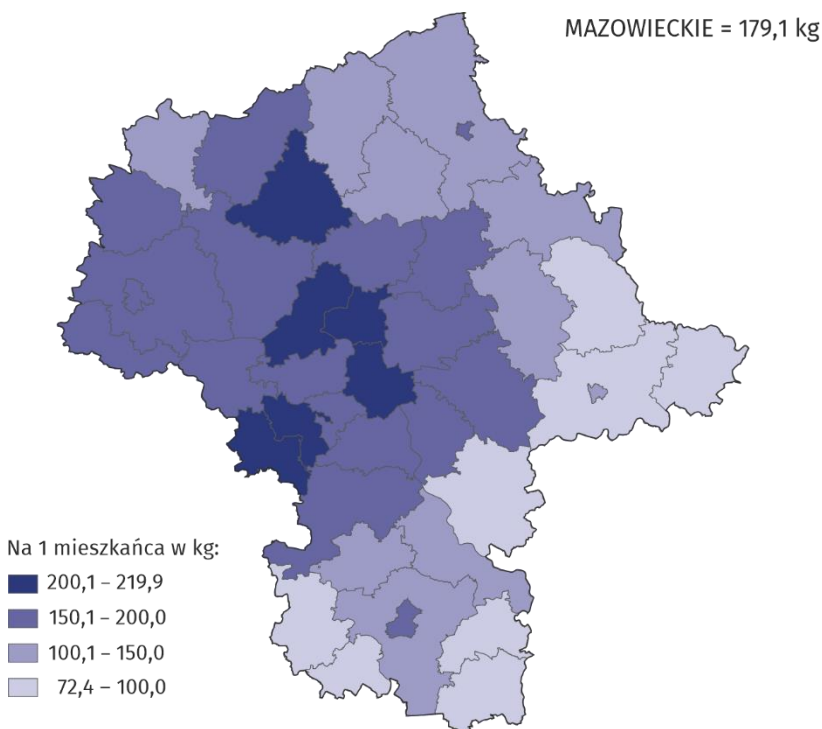 MAZOWIECKIE = 179,1 kg
Na 1 mieszkańca w kg:
200,1 – 219,9
150,1 – 200,0
100,1 – 150,0
72,4 – 100,0